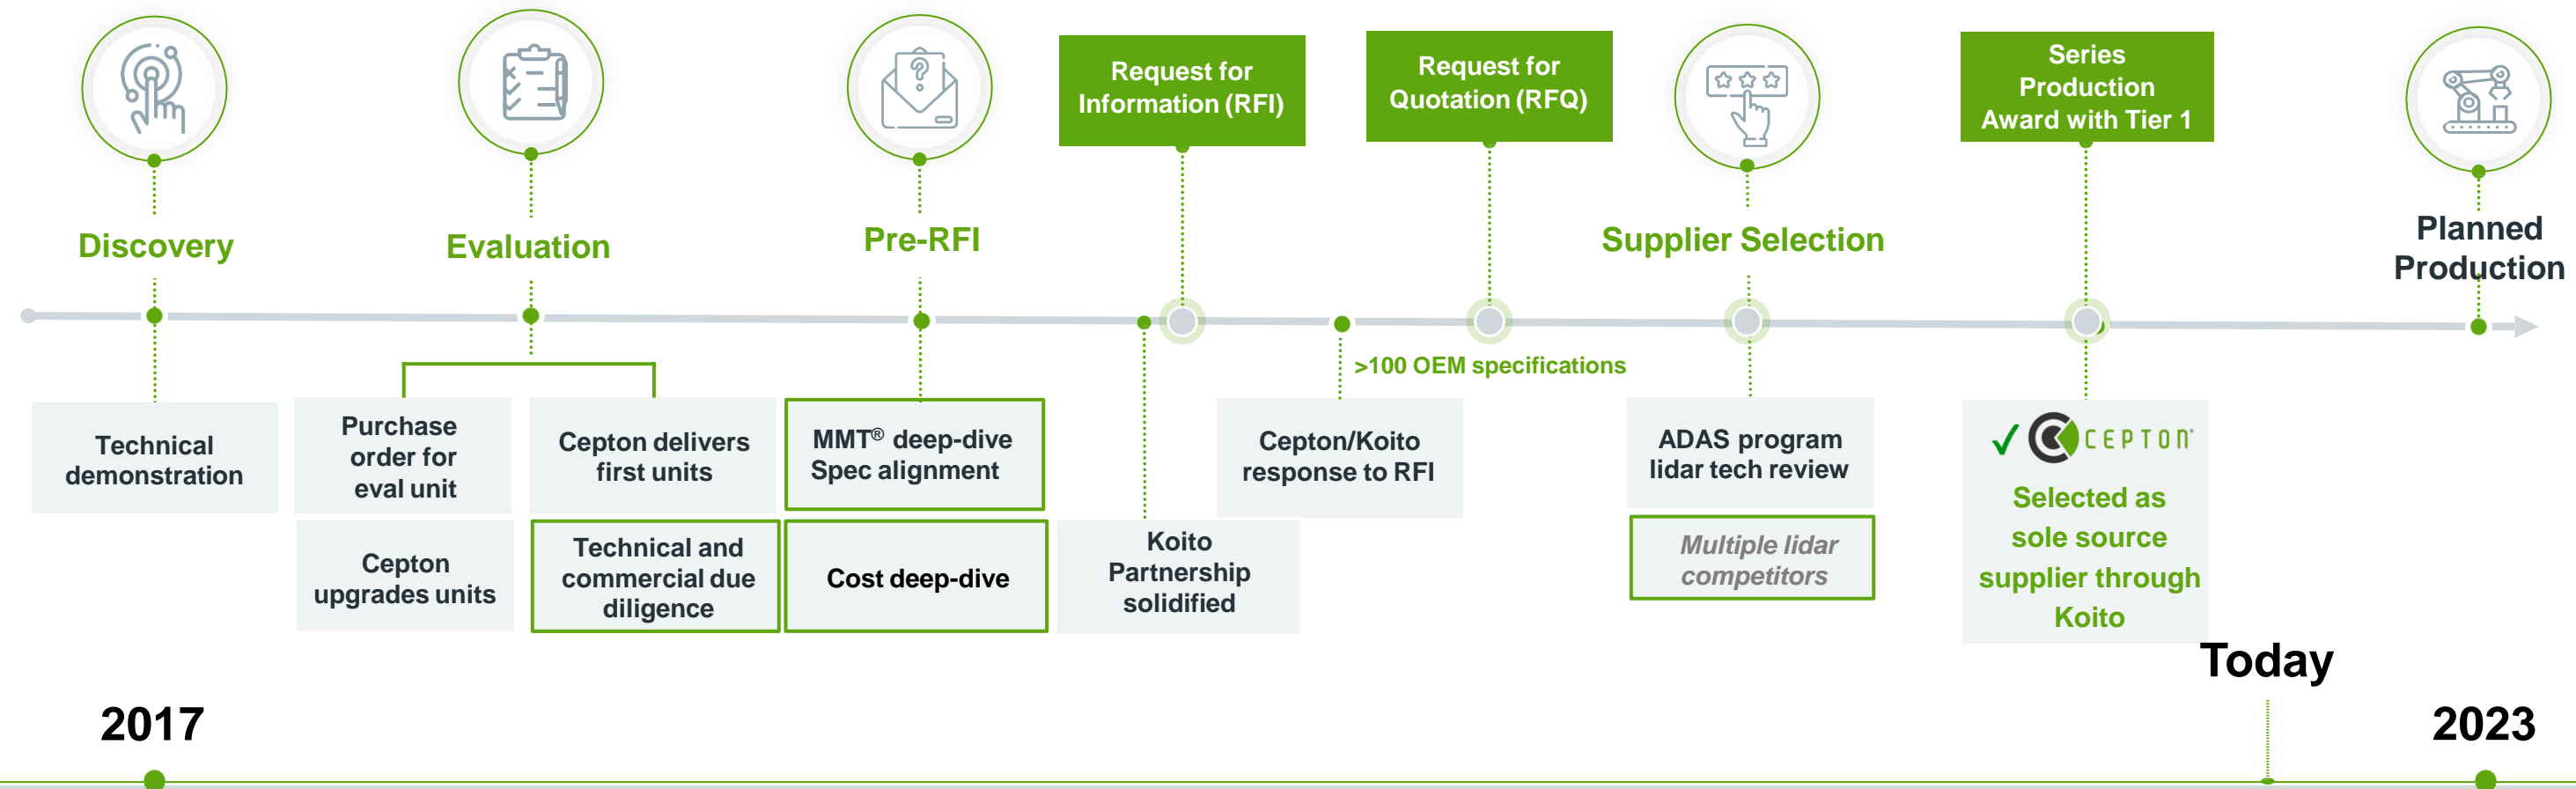 Request for
Information (RFI)
Request for
Quotation (RFQ)
Series
Production
Award with Tier 1
Discovery
Evaluation
Pre-RFI
Supplier Selection
Planned
Production
>100 OEM specifications
Technical
demonstration
Purchase
order for
eval unit
Cepton delivers
first units
MMT® deep-dive
Spec alignment
Cepton/Koito
response to RFI
ADAS program
lidar tech review
CEPTON
Selected as
sole source
supplier through
Koito
Cepton
upgrades units
Technical and
commercial due
diligence
Cost deep-dive
Koito
Partnership
solidified
Multiple lidar
competitors
Today
2017
2023